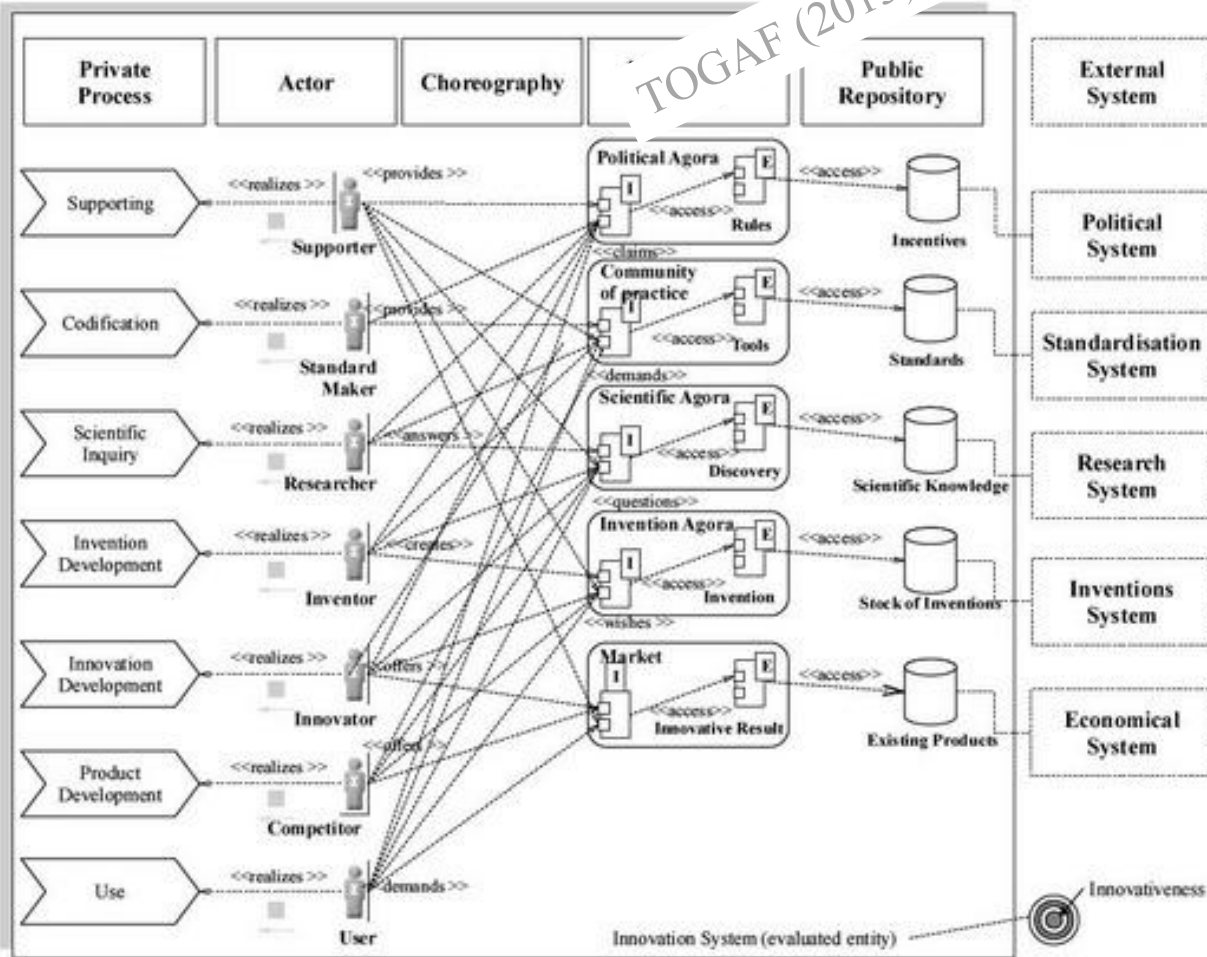 TOGAF (2013)
Private
Process
Actor
Choreography
Public
Repository
External
System
Supporting
<<realizes >>
Supporter
<<provides >>
Political Agora
I
E
<<access>>
Rules
<<access>>
Incentives
Political
System
<<claims>>
Codification
<<realizes >>
Standard
Maker
<<provides >>
Community
of practice
I
E
<<access>>
Tools
<<access>>
Standards
Standardisation
System
<<demands>>
Scientific
Inquiry
<<realizes >>
Researcher
<<answers >>
Scientific Agora
I
E
<<access>>
Discovery
<<access>>
Scientific Knowledge
Research
System
<<questions>>
Invention
Development
<<realizes >>
Inventor
<<creates>>
Invention Agora
I
E
<<access>>
Invention
<<access>>
Stock of Inventions
Inventions
System
<<wishes >>
Innovation
Development
<<realizes >>
Innovator
<<offers >>
Market
I
E
<<access>>
Innovative Result
<<access>>
Existing Products
Economical
System
Product
Development
<<realizes >>
Competitor
<<offers >>
Use
<<realizes >>
User
<<demands >>
Innovation System (evaluated entity)
Innovativeness